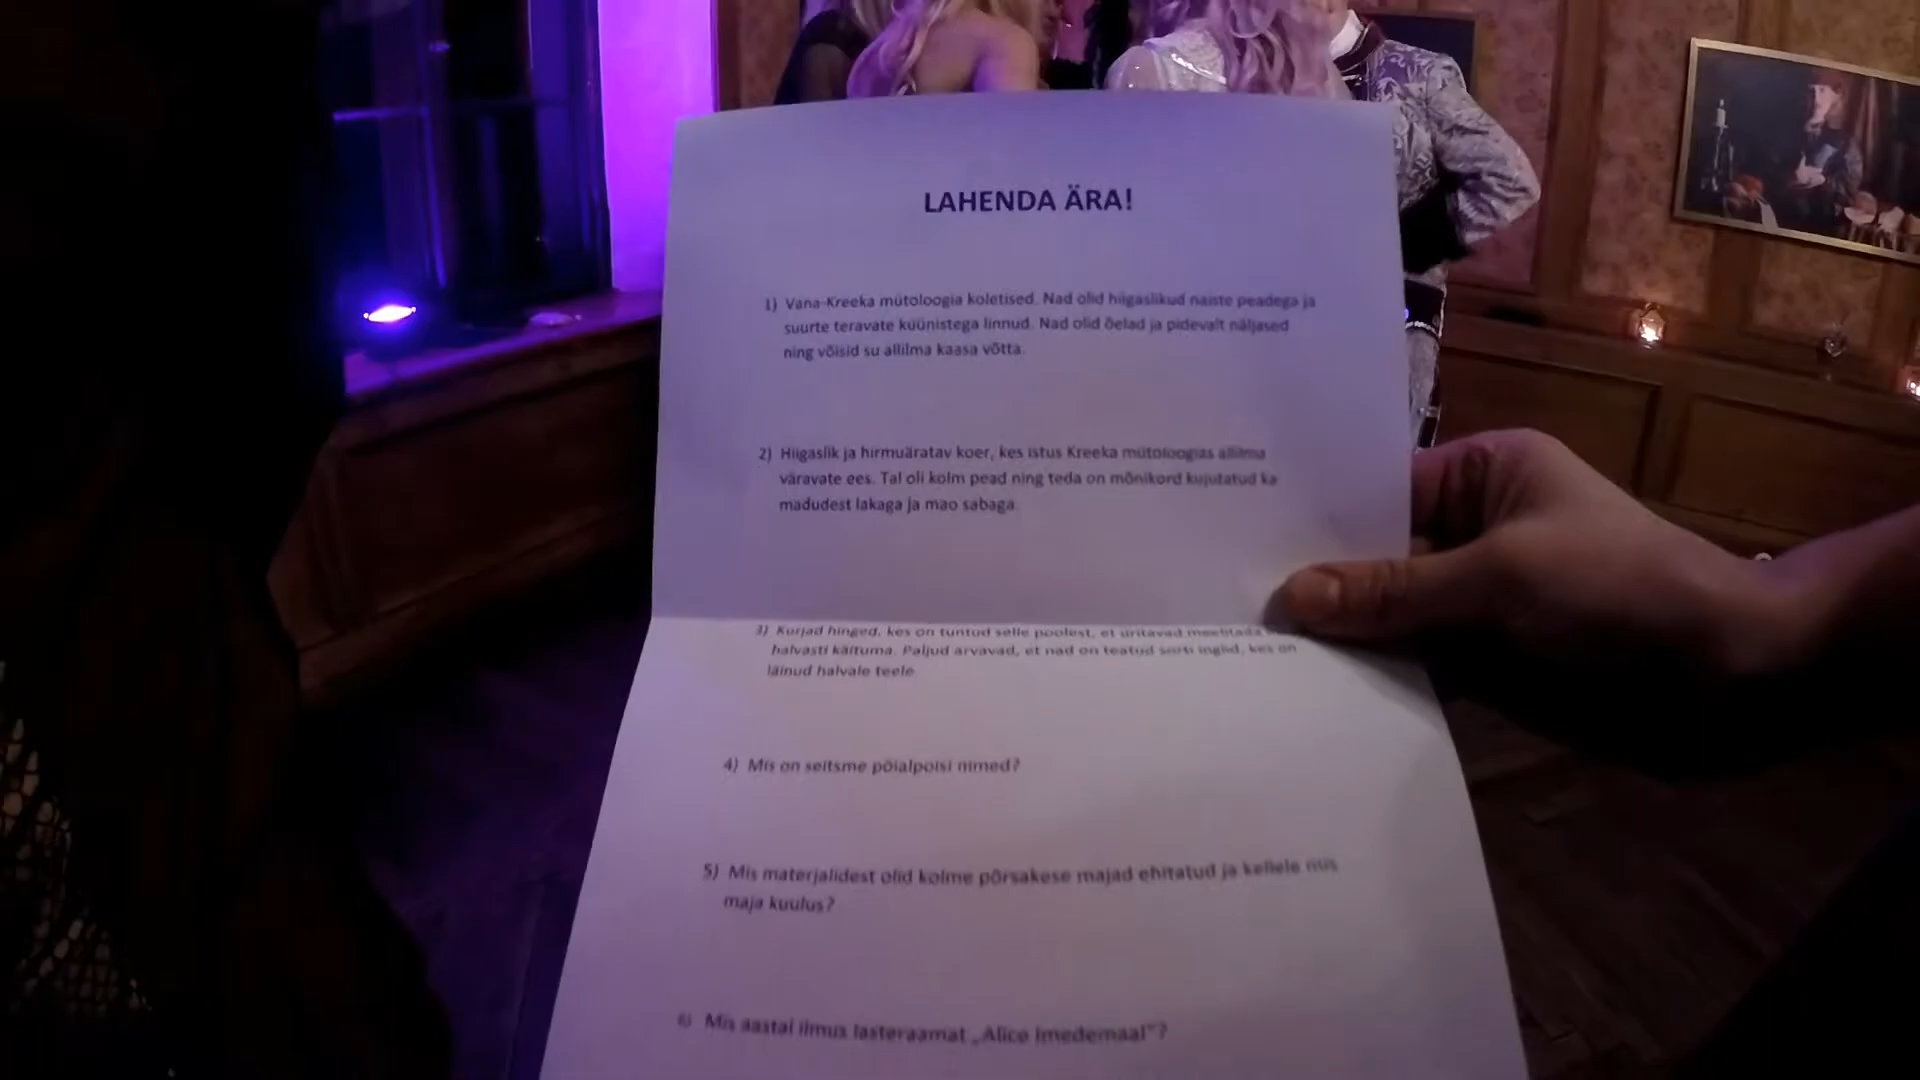 LAHENDA ÄRA!
1) Vana-Kreeka mütoloogia koletised. Nad olid hiigaslikud naiste peadega ja
suurte teravate küünistega linnud. Nad olid õelad ja pidevalt näljased
ning võisid su allilma kaasa võtta.
2) Hiigaslik ja hirmuäratav koer, kes istus Kreeka mütoloogias allilma
väravate ees. Tal oli kolm pead ning teda on mõnikord kujutatud ka
madudest lakaga ja mao sabaga.
3) Kurjad hinged, kes on tuntud selle poolest, et üritavad meelitada
halvasti käituma. Paljud arvavad, et nad on teatud sorti inglid, kes on
läinud halvale teele.
4) Mis on seitsme pöialpoisi nimed?
5) Mis materjalidest olid kolme põrsakese majad ehitatud ja kellele mis
maja kuulus?
6) Mis aastal ilmus lasteraamat „Alice Imedemaal"?